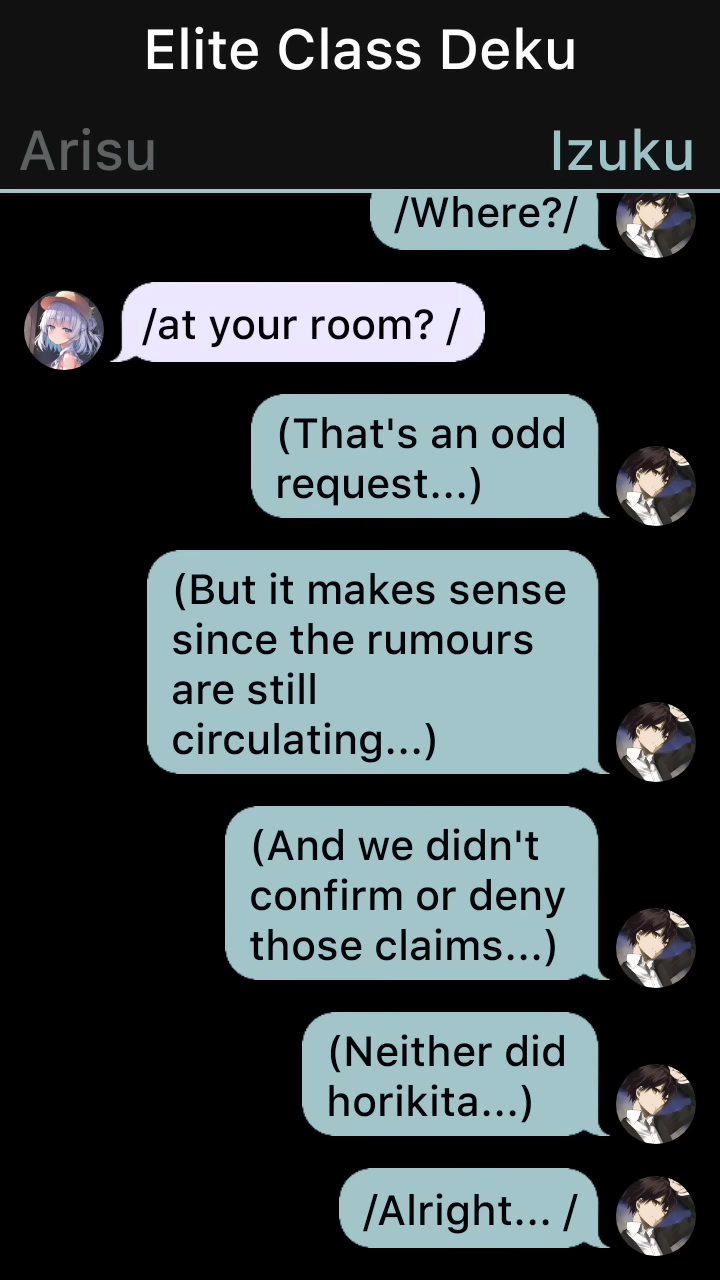 Elite Class Deku
Arisu
Izuku
/Where?/
/at your room? /
(That's an odd
request...)
(But it makes sense
since the rumours
are still
circulating...)
(And we didn't
confirm or deny
those claims...)
(Neither did
horikita...)
/Alright... /